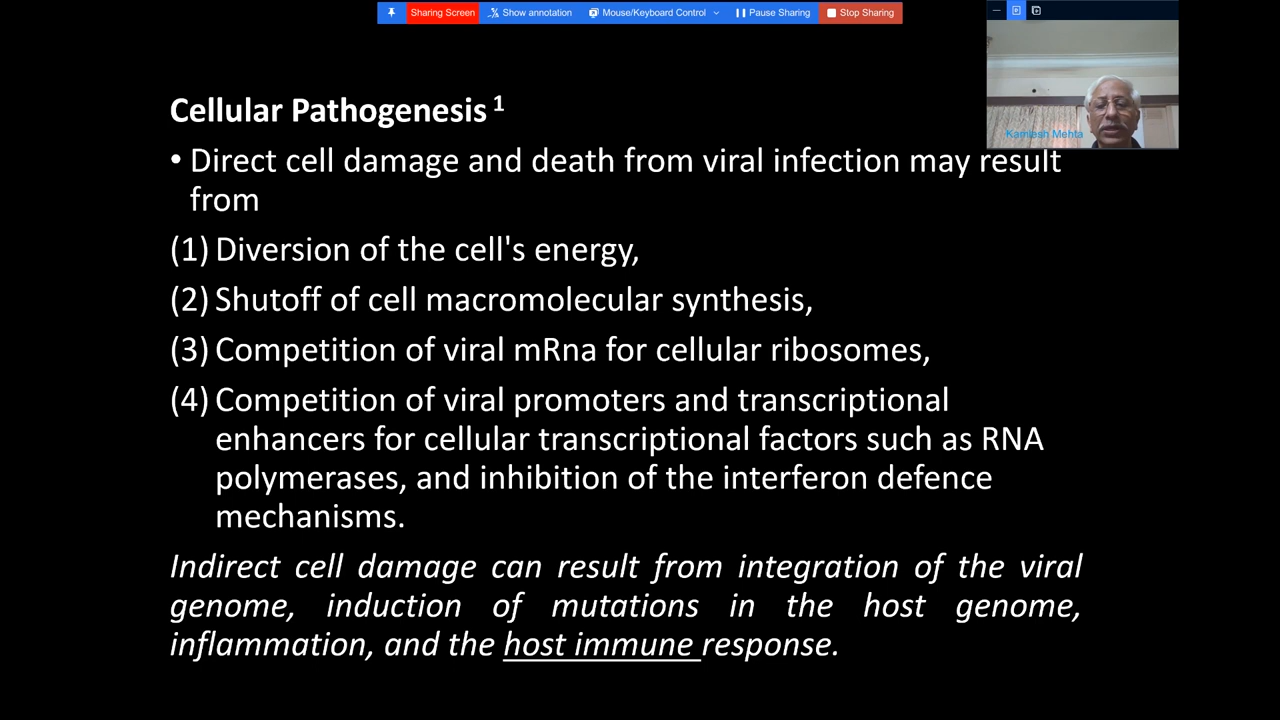 Sharing Screen Show annotation Mouse/Keyboard Control Pause Sharing Stop Sharing
Kamlesh Mehta
Cellular Pathogenesis 1
• Direct cell damage and death from viral infection may result
from
(1) Diversion of the cell's energy,
(2) Shutoff of cell macromolecular synthesis,
(3) Competition of viral mRna for cellular ribosomes,
(4) Competition of viral promoters and transcriptional
enhancers for cellular transcriptional factors such as RNA
polymerases, and inhibition of the interferon defence
mechanisms.
Indirect cell damage can result from integration of the viral
genome, induction of mutations in the host genome,
inflammation, and the host immune response.